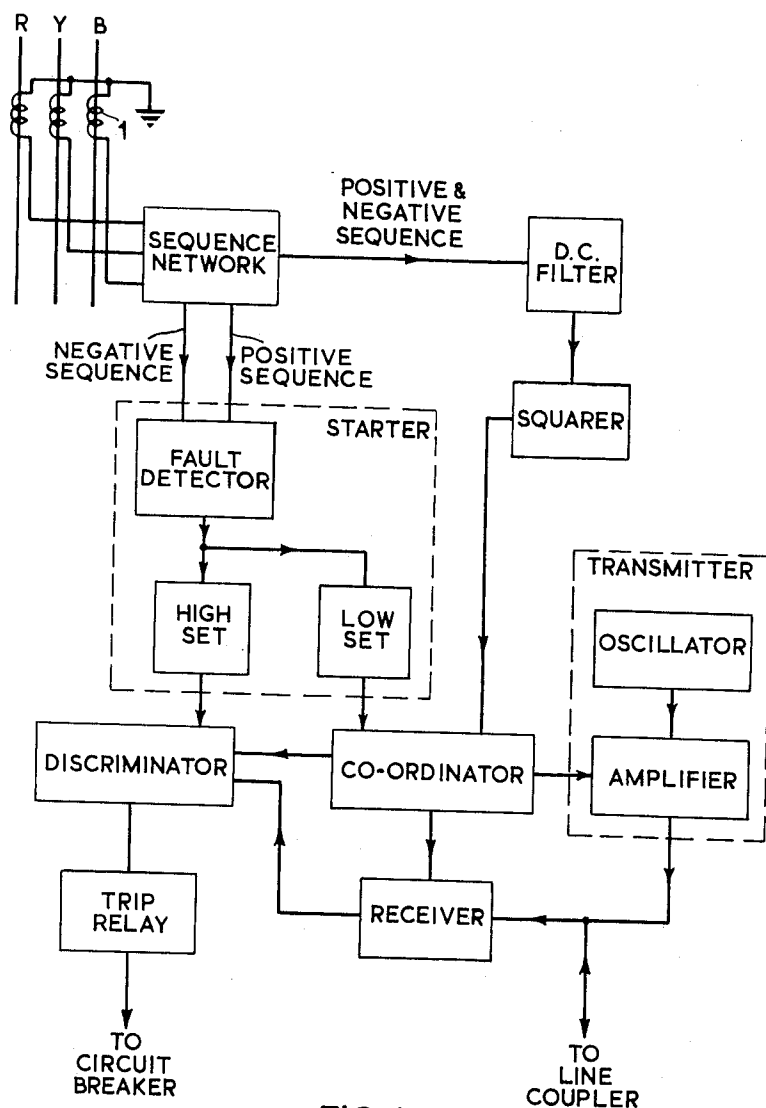 R Y B
1
POSITIVE &
NEGATIVE
SEQUENCE
SEQUENCE
NETWORK
D.C.
FILTER
NEGATIVE
SEQUENCE
POSITIVE
SEQUENCE
SQUARER
STARTER
FAULT
DETECTOR
HIGH
SET
LOW
SET
TRANSMITTER
OSCILLATOR
DISCRIMINATOR
CO-ORDINATOR
AMPLIFIER
TRIP
RELAY
RECEIVER
TO
CIRCUIT
BREAKER
TO
LINE
COUPLER